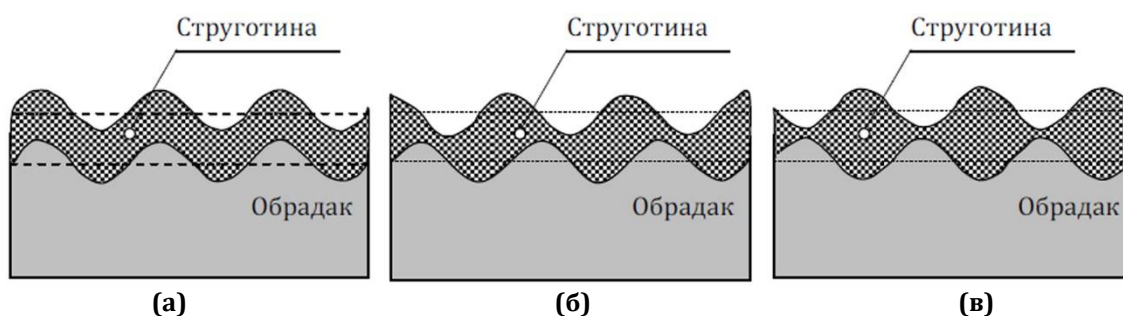 Струготина
Струготина
Струготина
Обрадак
Обрадак
Обрадак
(а)
(б)
(в)